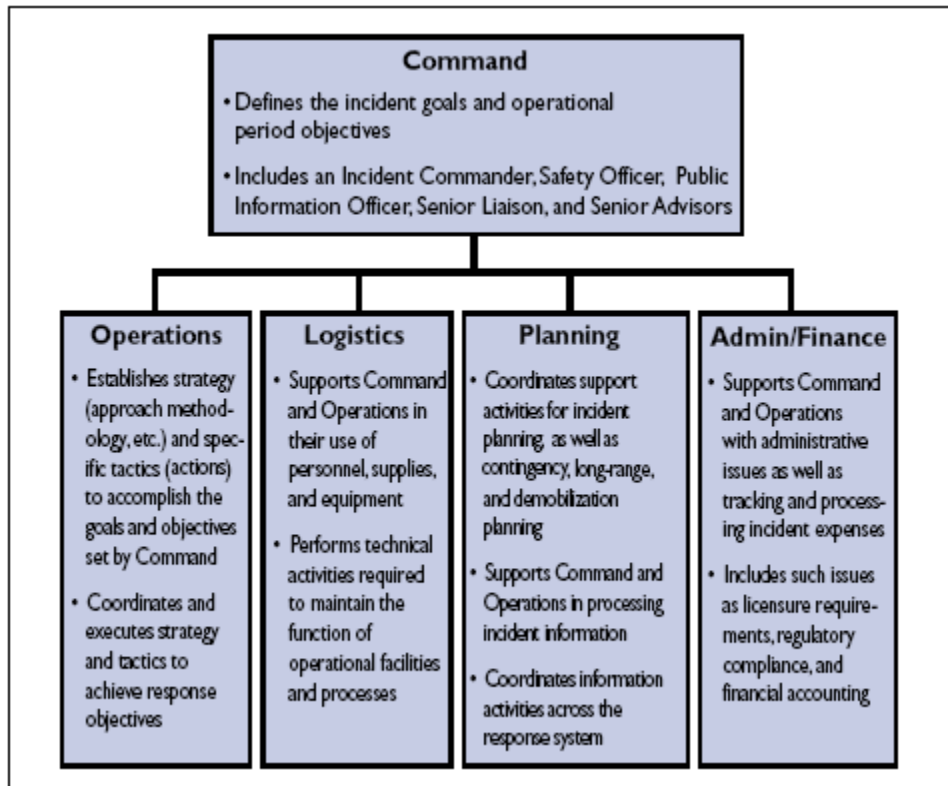 Command
• Defines the incident goals and operational
period objectives
• Includes an Incident Commander, Safety Officer, Public
Information Officer, Senior Liaison, and Senior Advisors
Operations
• Establishes strategy
(approach method-
ology, etc.) and spec-
ific tactics (actions)
to accomplish the
goals and objectives
set by Command
• Coordinates and
executes strategy
and tactics to
achieve response
objectives
Logistics
• Supports Command
and Operations in
their use of
personnel, supplies,
and equipment
• Performs technical
activities required
to maintain the
function of
operational facilities
and processes
Planning
• Coordinates support
activities for incident
planning, as well as
contingency, long-range,
and demobilization
planning
• Supports Command and
Operations in processing
incident information
• Coordinates information
activities across the
response system
Admin/Finance
• Supports Command
and Operations
with administrative
issues as well as
tracking and process-
ing incident expenses
• Includes such issues
as licensure require-
ments, regulatory
compliance, and
financial accounting